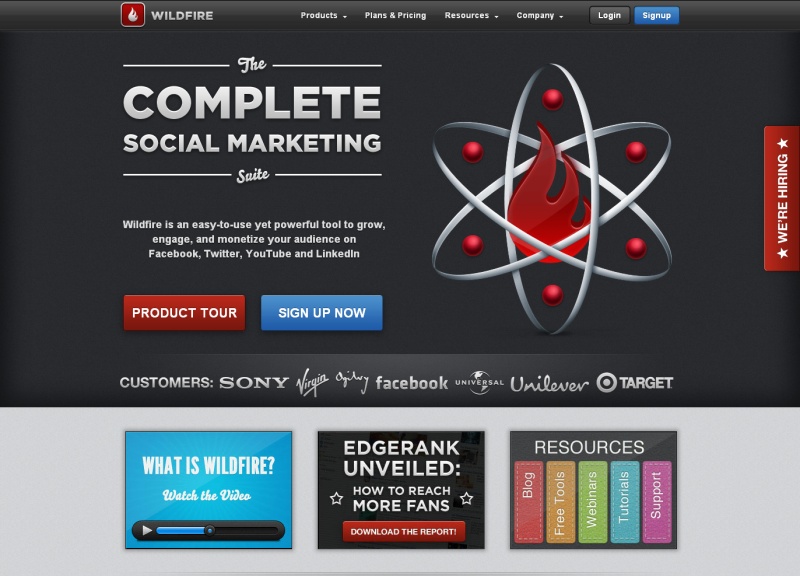 WILDFIRE
Products
Plans & Pricing
Resources
Company
Login
Signup
The
COMPLETE
SOCIAL MARKETING
Suite
Wildfire is an easy-to-use yet powerful tool to grow,
engage, and monetize your audience on
Facebook, Twitter, YouTube and LinkedIn
PRODUCT TOUR
SIGN UP NOW
★ WE'RE HIRING ★
CUSTOMERS: SONY Virgin Ogilvy facebook UNIVERSAL Unilever TARGET
WHAT IS WILDFIRE?
Watch the Video
EDGERANK
UNVEILED:
HOW TO REACH
MORE FANS
DOWNLOAD THE REPORT!
RESOURCES
Blog
Free Tools
Webinars
Tutorials
Support